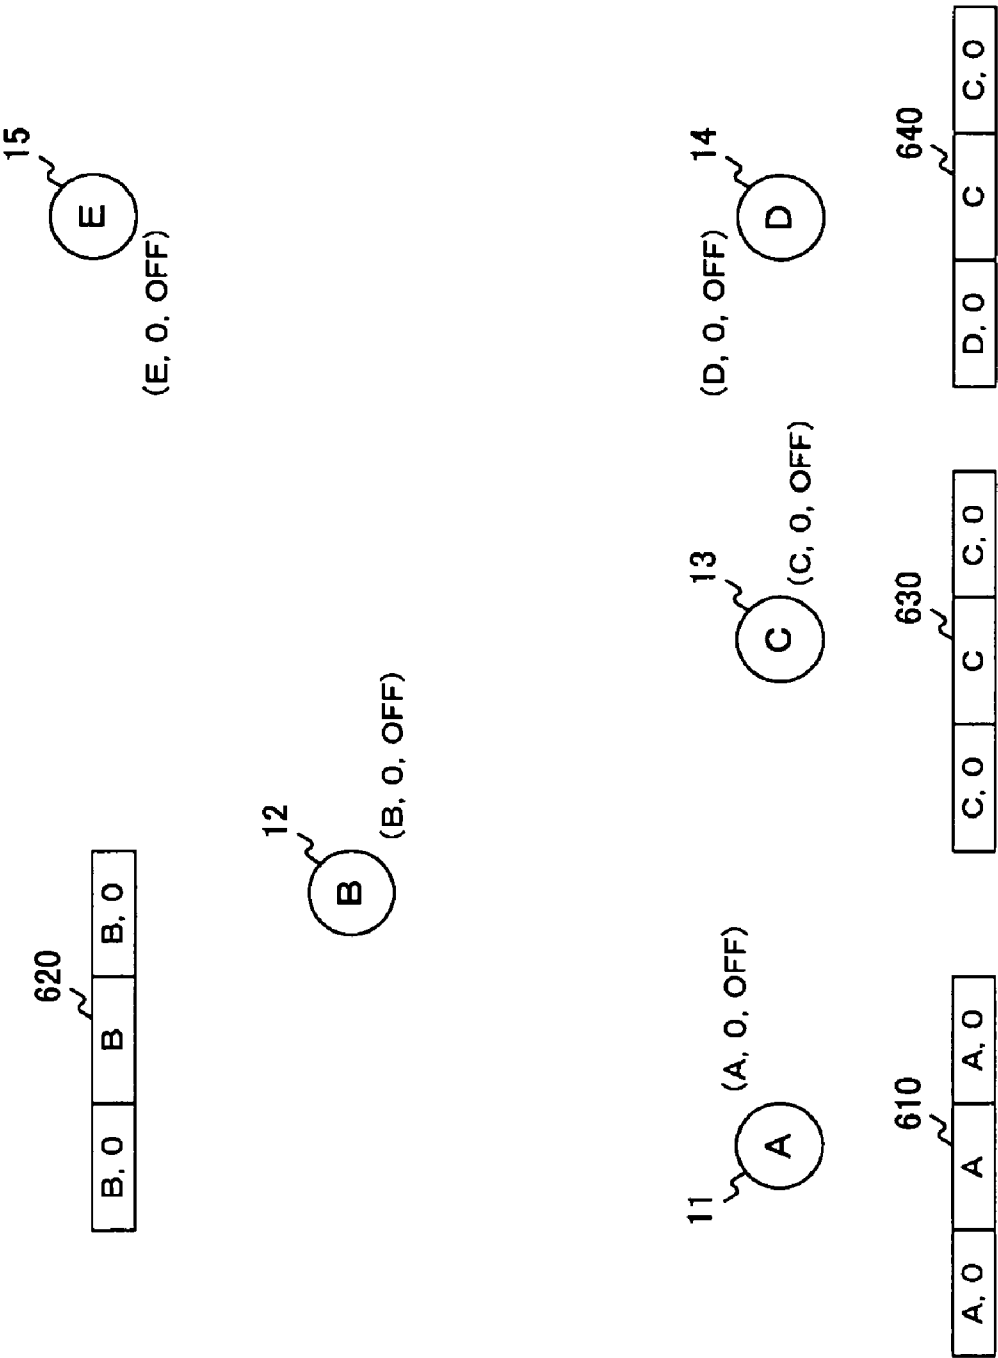 15
620
E
B, 0 B B, 0
(E, 0, OFF)
12
B
(B, 0, OFF)
11
13
14
(D, 0, OFF)
(A, 0, OFF)
A
C
D
(C, 0, OFF)
610
630
640
A, 0 A A, 0
C, 0 C C, 0
D, 0 C C, 0